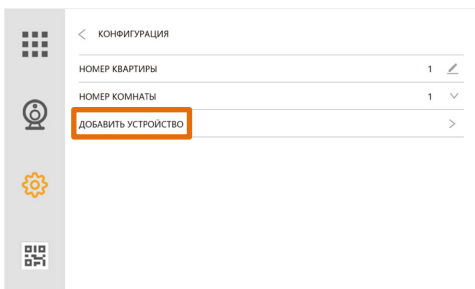 КОНФИГУРАЦИЯ
НОМЕР КВАРТИРЫ 1
НОМЕР КОМНАТЫ 1
ДОБАВИТЬ УСТРОЙСТВО